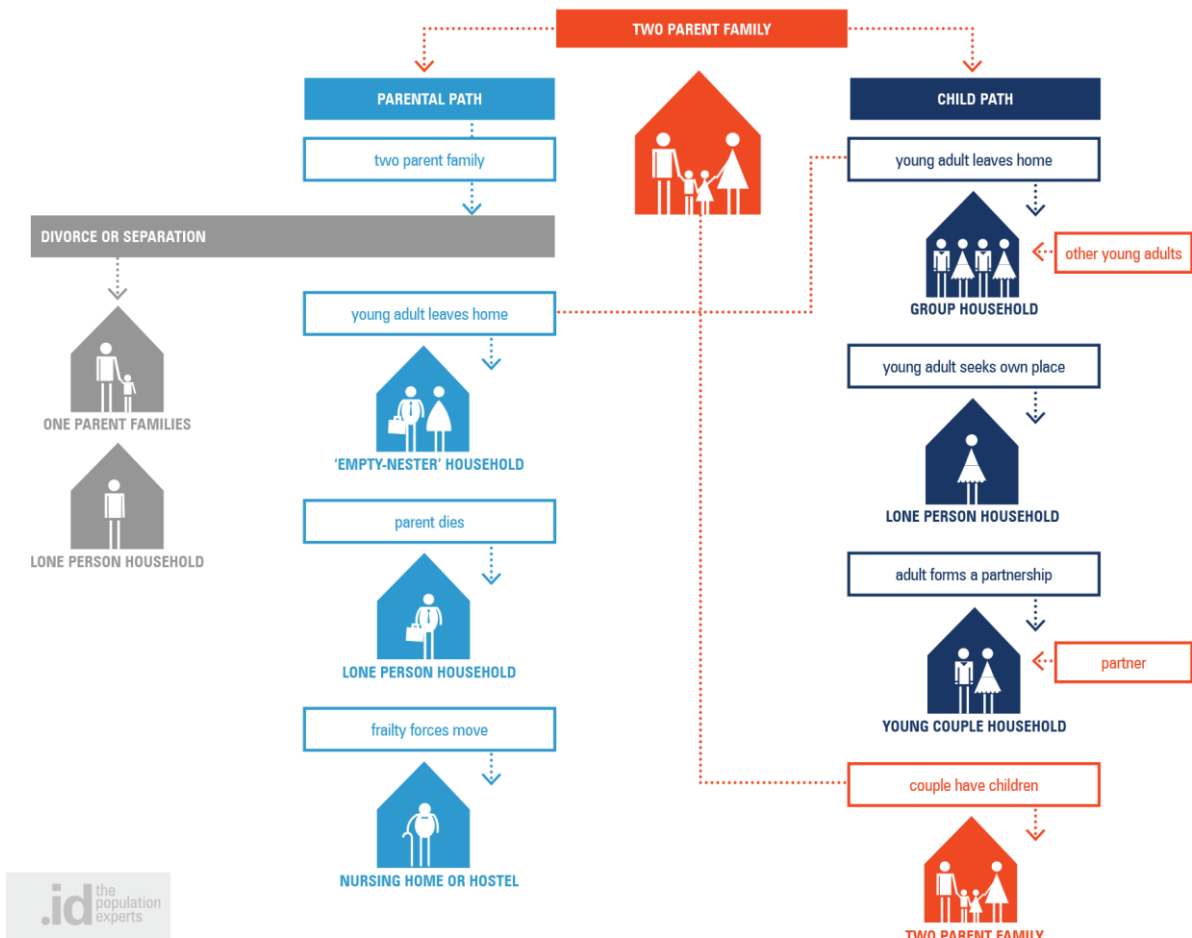 TWO PARENT FAMILY
PARENTAL PATH
two parent family
DIVORCE OR SEPARATION
ONE PARENT FAMILIES
LONE PERSON HOUSEHOLD
young adult leaves home
'EMPTY-NESTER' HOUSEHOLD
parent dies
LONE PERSON HOUSEHOLD
frailty forces move
NURSING HOME OR HOSTEL
CHILD PATH
young adult leaves home
other young adults
GROUP HOUSEHOLD
young adult seeks own place
LONE PERSON HOUSEHOLD
adult forms a partnership
partner
YOUNG COUPLE HOUSEHOLD
couple have children
TWO PARENT FAMILY
.id
the
population
experts